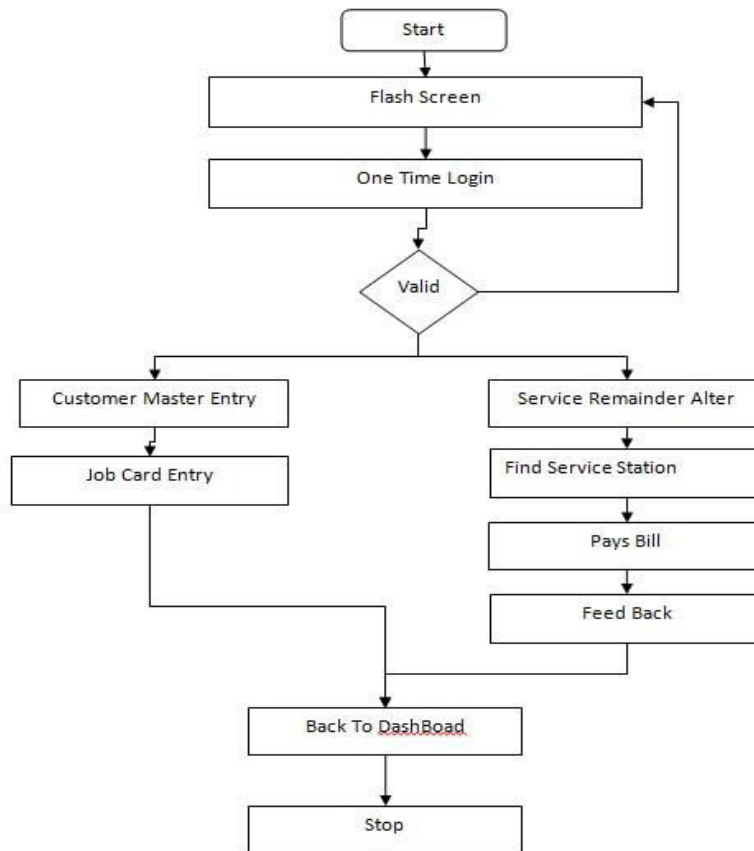 Start
Flash Screen
One Time Login
Valid
Customer Master Entry
Service Remainder Alter
Job Card Entry
Find Service Station
Pays Bill
Feed Back
Back To DashBoad
Stop